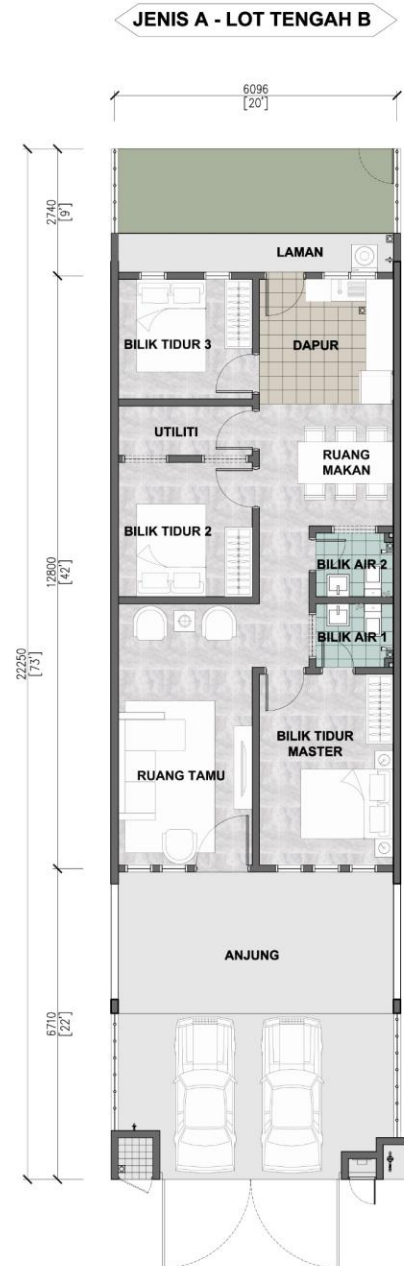 JENIS A - LOT TENGAH B
6096
[20']
2740
[9']
LAMAN
BILIK TIDUR 3
DAPUR
UTILITI
RUANG
MAKAN
BILIK TIDUR 2
BILIK AIR 2
12800
[42']
BILIK AIR 1
22250
[73']
BILIK TIDUR
MASTER
RUANG TAMU
ANJUNG
6710
[22']